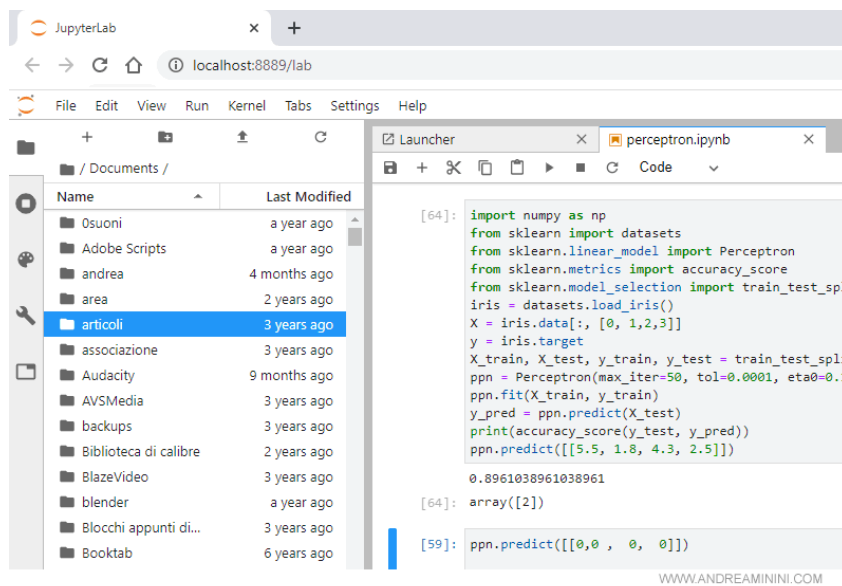 JupyterLab
localhost:8889/lab
File Edit View Run Kernel Tabs Settings Help
/ Documents /
Name Last Modified
0suoni a year ago
Adobe Scripts a year ago
andrea 4 months ago
area 2 years ago
articoli 3 years ago
associazione 3 years ago
Audacity 9 months ago
AVSMedia 3 years ago
backups 3 years ago
Biblioteca di calibre 2 years ago
BlazeVideo 3 years ago
blender a year ago
Blocchi appunti di... 3 years ago
Booktab 6 years ago
Launcher perceptron.ipynb
Code
[64]: import numpy as np
from sklearn import datasets
from sklearn.linear_model import Perceptron
from sklearn.metrics import accuracy_score
from sklearn.model_selection import train_test_spl
iris = datasets.load_iris()
X = iris.data[:, [0, 1,2,3]]
y = iris.target
X_train, X_test, y_train, y_test = train_test_spl
ppn = Perceptron(max_iter=50, tol=0.0001, eta0=0.
ppn.fit(X_train, y_train)
y_pred = ppn.predict(X_test)
print(accuracy_score(y_test, y_pred))
ppn.predict([[5.5, 1.8, 4.3, 2.5]])
0.8961038961038961
[64]: array([2])
[59]: ppn.predict([[0,0 , 0, 0]])
WWW.ANDREAMININI.COM